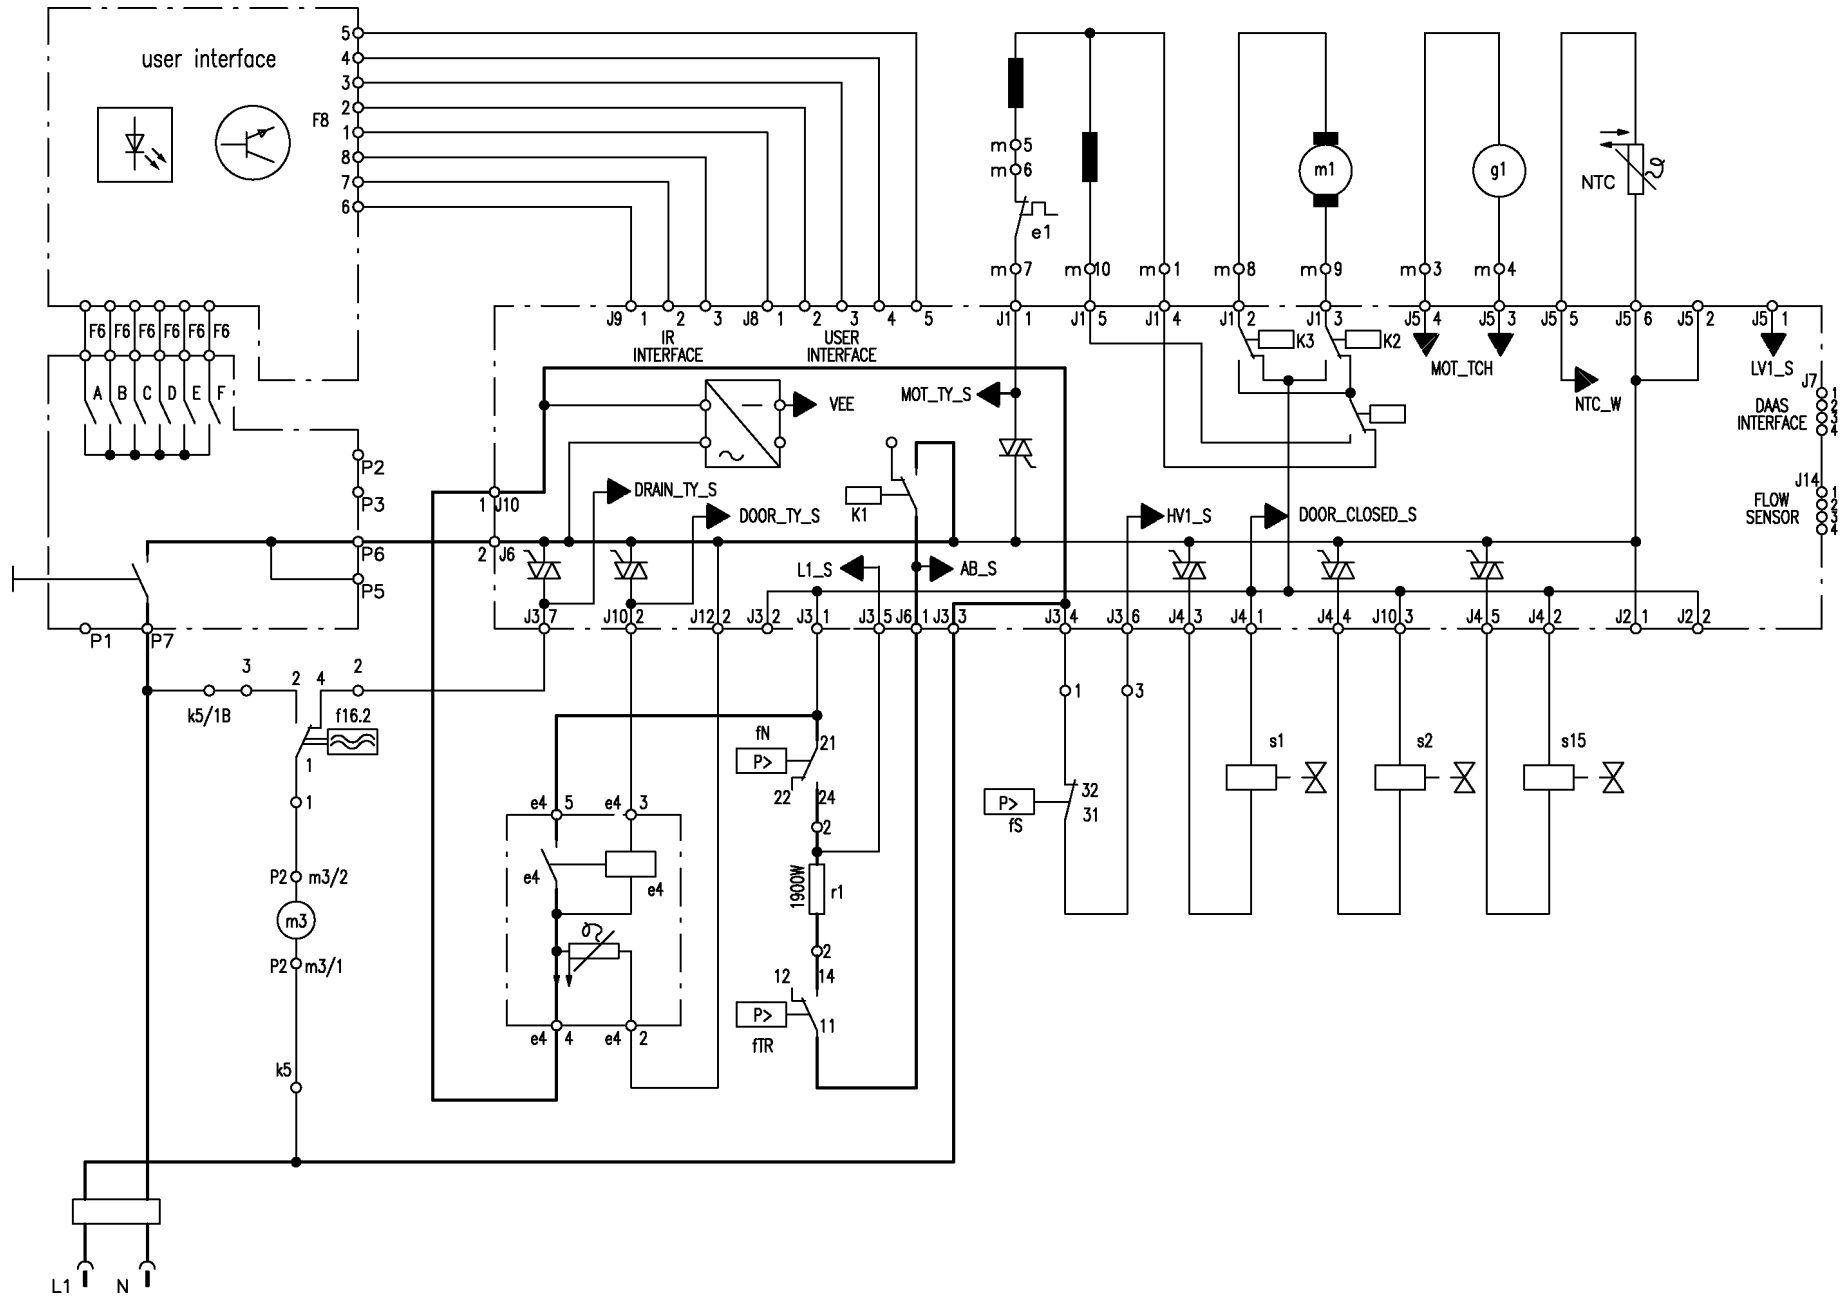 user interface
F8
5
4
3
2
1
8
7
6
F6 F6 F6 F6 F6 F6
A B C D E F
P2
P3
P6
P5
P1 P7
m 5
m 6
e1
m 7 m 10 m 1 m 8 m 9 m 3 m 4
m1
g1
NTC
J9 1 2 3 J8 1 2 3 4 5
IR
INTERFACE
USER
INTERFACE
J1 1 J1 5 J1 4 J1 2 J1 3 J5 4 J5 3 J5 5 J5 6 J5 2 J5 1
K3 K2
MOT_TCH
LV1_S
NTC_W
MOT_TY_S
VEE
J7
1
2
3
4
DAAS
INTERFACE
J14
1
2
3
4
FLOW
SENSOR
1 J10
DRAIN_TY_S
DOOR_TY_S
K1
HV1_S
DOOR_CLOSED_S
2 J6
L1_S
AB_S
J3 7 J10 2 J12 2 J3 2 J3 1 J3 5 J6 1 J3 3 J3 4 J3 6 J4 3 J4 1 J4 4 J10 3 J4 5 J4 2 J2 1 J2 2
3 2 4 2
k5/1B
f16.2
1
1
P2 m3/2
m3
P2 m3/1
k5
fN
P>
21
22 24
2
1900W
r1
2
12 14
P>
11
fTR
e4 5 e4 3
e4
e4
e4 4 e4 2
1 3
P>
fS
32
31
s1 s2 s15
L1 N